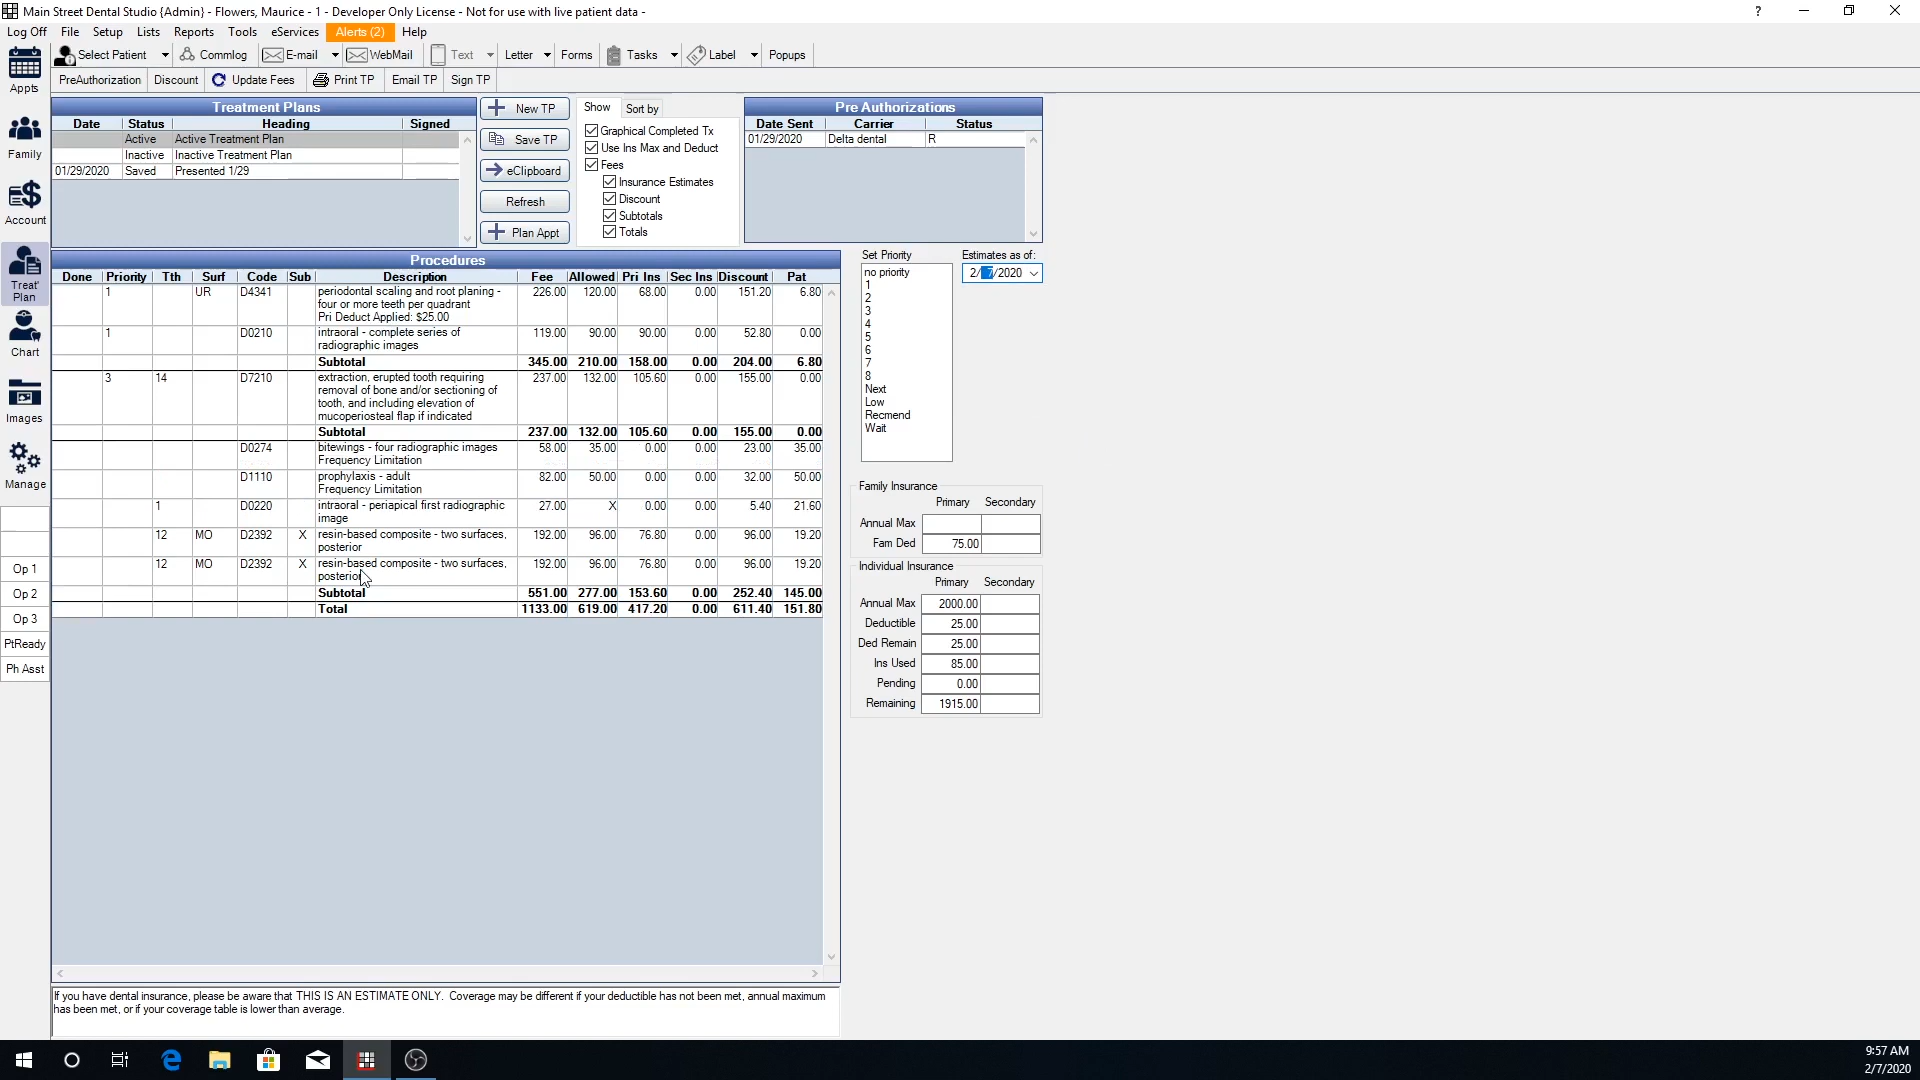 Main Street Dental Studio {Admin} - Flowers, Maurice - 1 - Developer Only License - Not for use with live patient data -
?
Log Off File Setup Lists Reports Tools eServices Alerts (2) Help
Select Patient Commlog E-mail WebMail Text Letter Forms Tasks Label Popups
PreAuthorization Discount Update Fees Print TP Email TP Sign TP
Appts
Family
Account
Treat'
Plan
Chart
Images
Manage
Op 1
Op 2
Op 3
PtReady
Ph Asst
Treatment Plans
Date Status Heading Signed
Active Active Treatment Plan
Inactive Inactive Treatment Plan
01/29/2020 Saved Presented 1/29
New TP
Save TP
eClipboard
Refresh
Plan Appt
Show Sort by
Graphical Completed Tx
Use Ins Max and Deduct
Fees
Insurance Estimates
Discount
Subtotals
Totals
Pre Authorizations
Date Sent Carrier Status
01/29/2020 Delta dental R
Procedures
Done Priority Tth Surf Code Sub Description Fee Allowed Pri Ins Sec Ins Discount Pat
1 UR D4341 periodontal scaling and root planing - 226.00 120.00 68.00 0.00 151.20 6.80
four or more teeth per quadrant
Pri Deduct Applied: $25.00
1 D0210 intraoral - complete series of 119.00 90.00 90.00 0.00 52.80 0.00
radiographic images
Subtotal 345.00 210.00 158.00 0.00 204.00 6.80
3 14 D7210 extraction, erupted tooth requiring 237.00 132.00 105.60 0.00 155.00 0.00
removal of bone and/or sectioning of
tooth, and including elevation of
mucoperiosteal flap if indicated
Subtotal 237.00 132.00 105.60 0.00 155.00 0.00
D0274 bitewings - four radiographic images 58.00 35.00 0.00 0.00 23.00 35.00
Frequency Limitation
D1110 prophylaxis - adult 82.00 50.00 0.00 0.00 32.00 50.00
Frequency Limitation
1 D0220 intraoral - periapical first radiographic 27.00 X 0.00 0.00 5.40 21.60
image
12 MO D2392 X resin-based composite - two surfaces, 192.00 96.00 76.80 0.00 96.00 19.20
posterior
12 MO D2392 X resin-based composite - two surfaces, 192.00 96.00 76.80 0.00 96.00 19.20
posterior
Subtotal 551.00 277.00 153.60 0.00 252.40 145.00
Total 1133.00 619.00 417.20 0.00 611.40 151.80
Set Priority
no priority
1
2
3
4
5
6
7
8
Next
Low
Recmend
Wait
Estimates as of:
2/ 7/2020
Family Insurance
Primary Secondary
Annual Max
Fam Ded 75.00
Individual Insurance
Primary Secondary
Annual Max 2000.00
Deductible 25.00
Ded Remain 25.00
Ins Used 85.00
Pending 0.00
Remaining 1915.00
If you have dental insurance, please be aware that THIS IS AN ESTIMATE ONLY.  Coverage may be different if your deductible has not been met, annual maximum
has been met, or if your coverage table is lower than average.
9:57 AM
2/7/2020